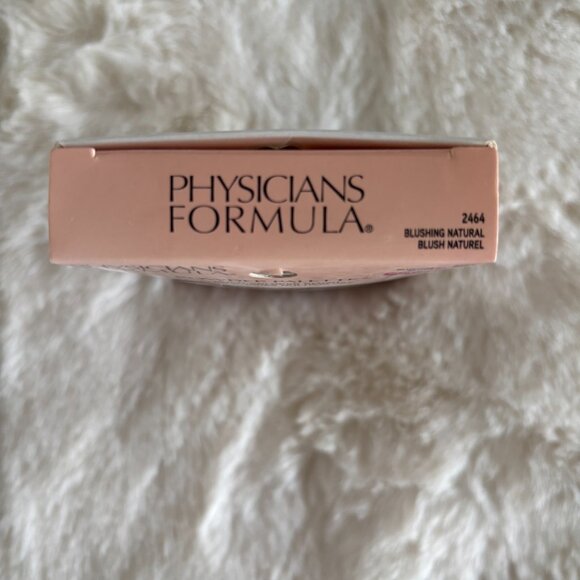 PHYSICIANS
FORMULA®
2464
BLUSHING NATURAL
BLUSH NATUREL